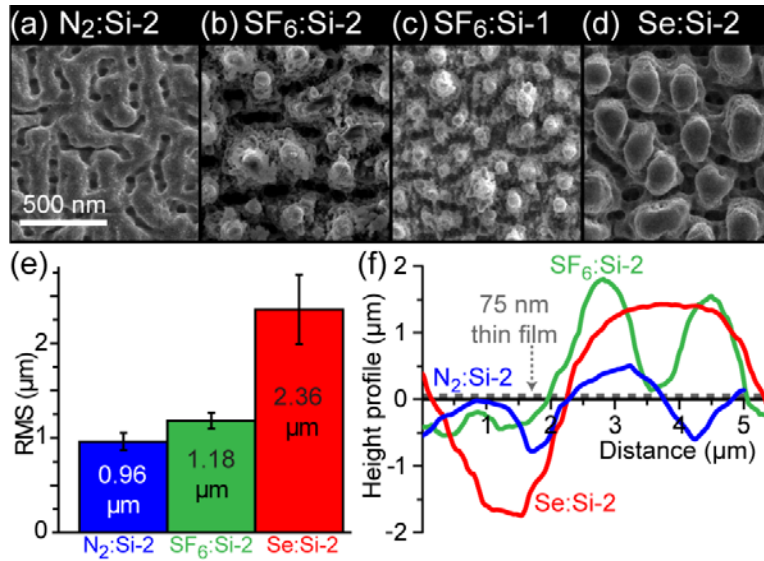 (a) N₂:Si-2
(b) SF₆:Si-2
(c) SF₆:Si-1
(d) Se:Si-2
500 nm
(e)
RMS (μm)
2
1
0
0.96
μm
1.18
μm
2.36
μm
N₂:Si-2
SF₆:Si-2
Se:Si-2
(f)
Height profile (μm)
2
1
0
-1
-2
SF₆:Si-2
75 nm
thin film
N₂:Si-2
1
2
3
4
5
Distance (μm)
Se:Si-2